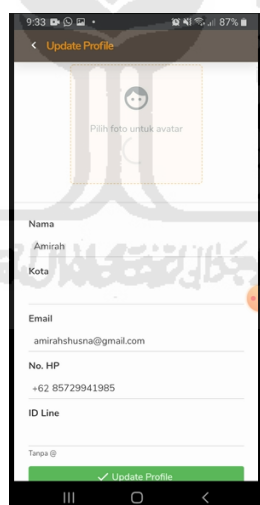 9:33 87%
Update Profile
Pilih foto untuk avatar
Nama
Amirah
Kota
Email
amirahshusna@gmail.com
No. HP
+62 85729941985
ID Line
Tanpa @
Update Profile